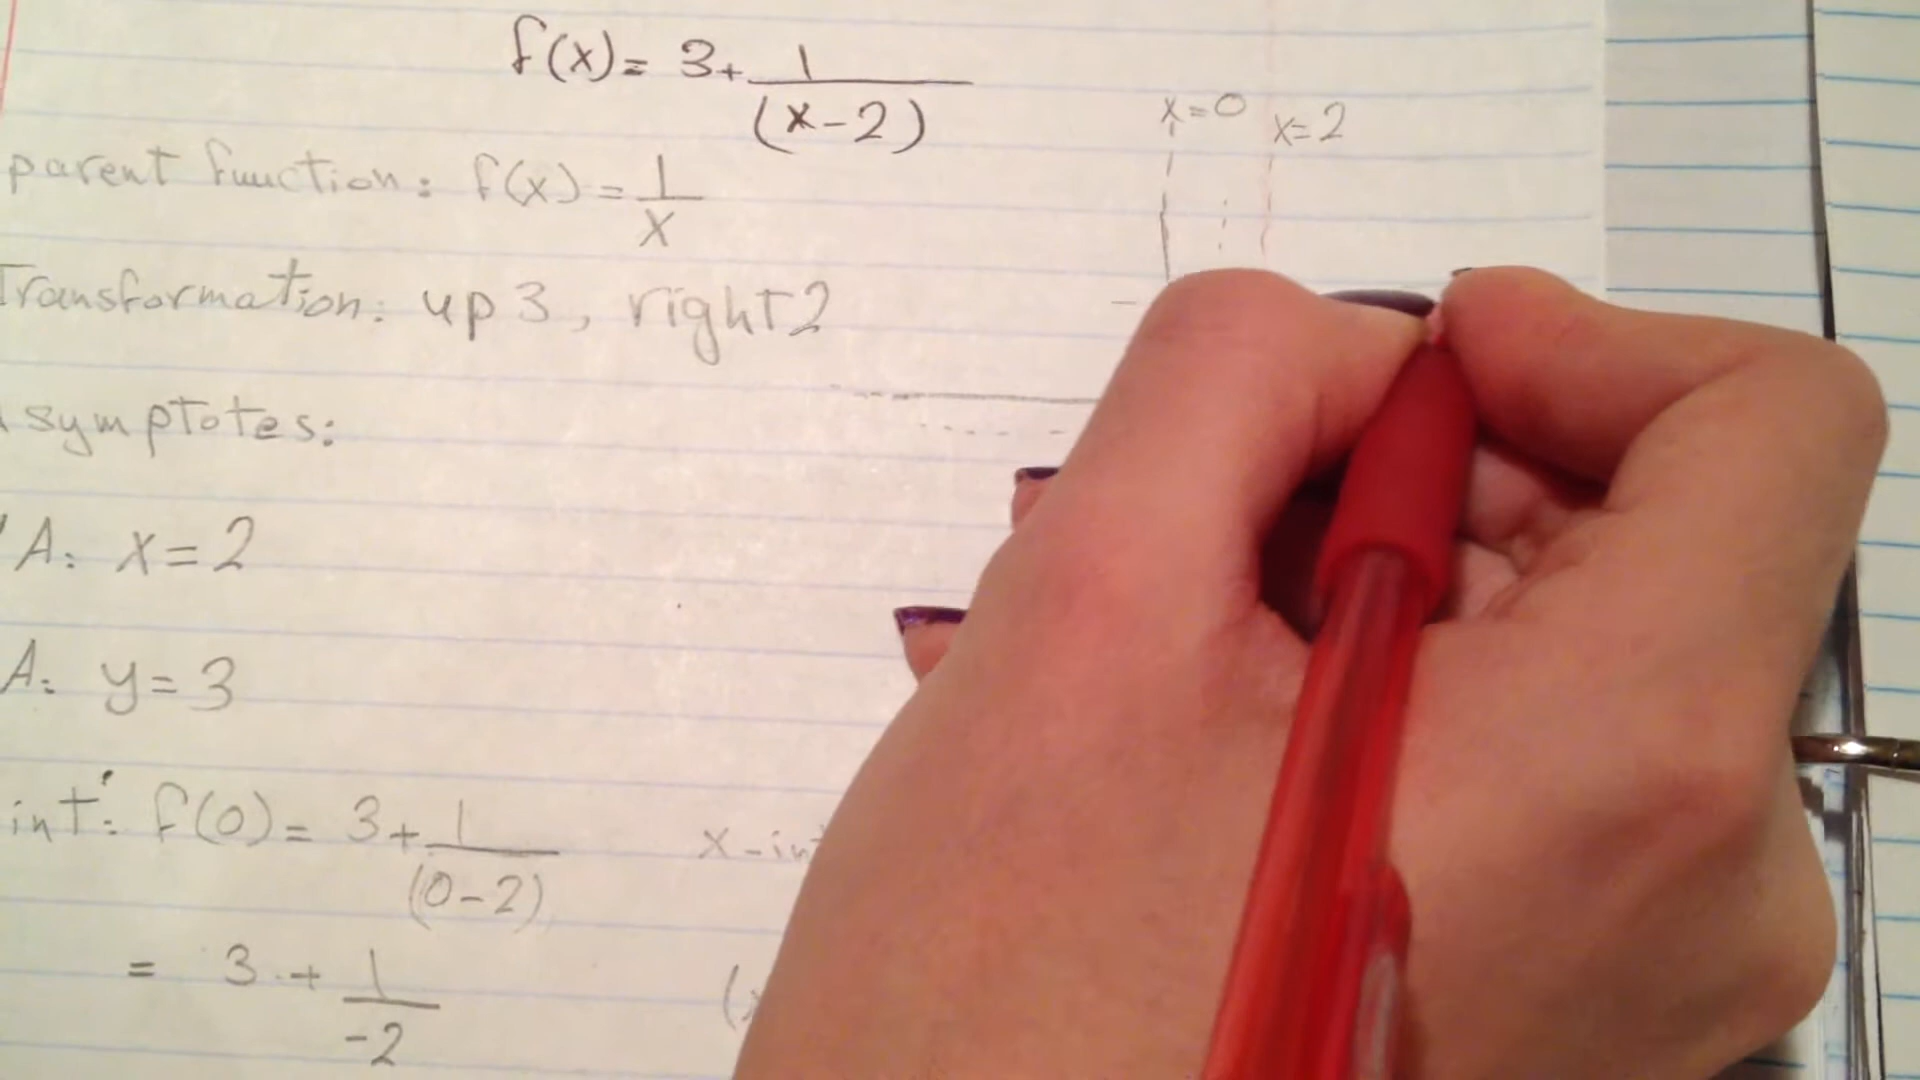 f(x) = 3 + 1/(x-2)
x=0 x=2
parent function: f(x) = 1/x
Transformation: up 3, right 2
symptotes:
A: x=2
A: y=3
int: f(0) = 3 + 1/(0-2)
x-int
= 3 + 1/-2
(x